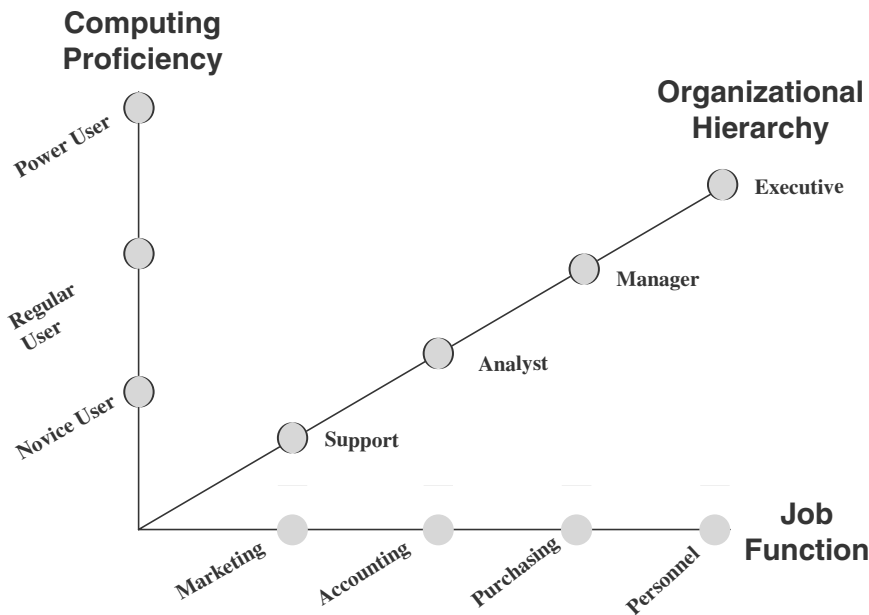 Computing
Proficiency
Organizational
Hierarchy
Power User
Executive
Manager
Regular
User
Analyst
Novice User
Support
Job
Function
Marketing
Accounting
Purchasing
Personnel